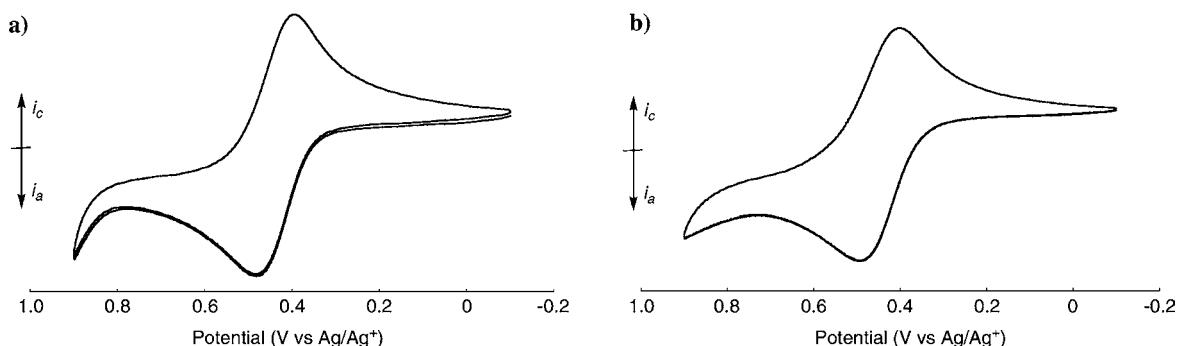 a)
i_c
i_a
1.0 0.8 0.6 0.4 0.2 0 -0.2
Potential (V vs Ag/Ag⁺)
b)
i_c
i_a
1.0 0.8 0.6 0.4 0.2 0 -0.2
Potential (V vs Ag/Ag⁺)